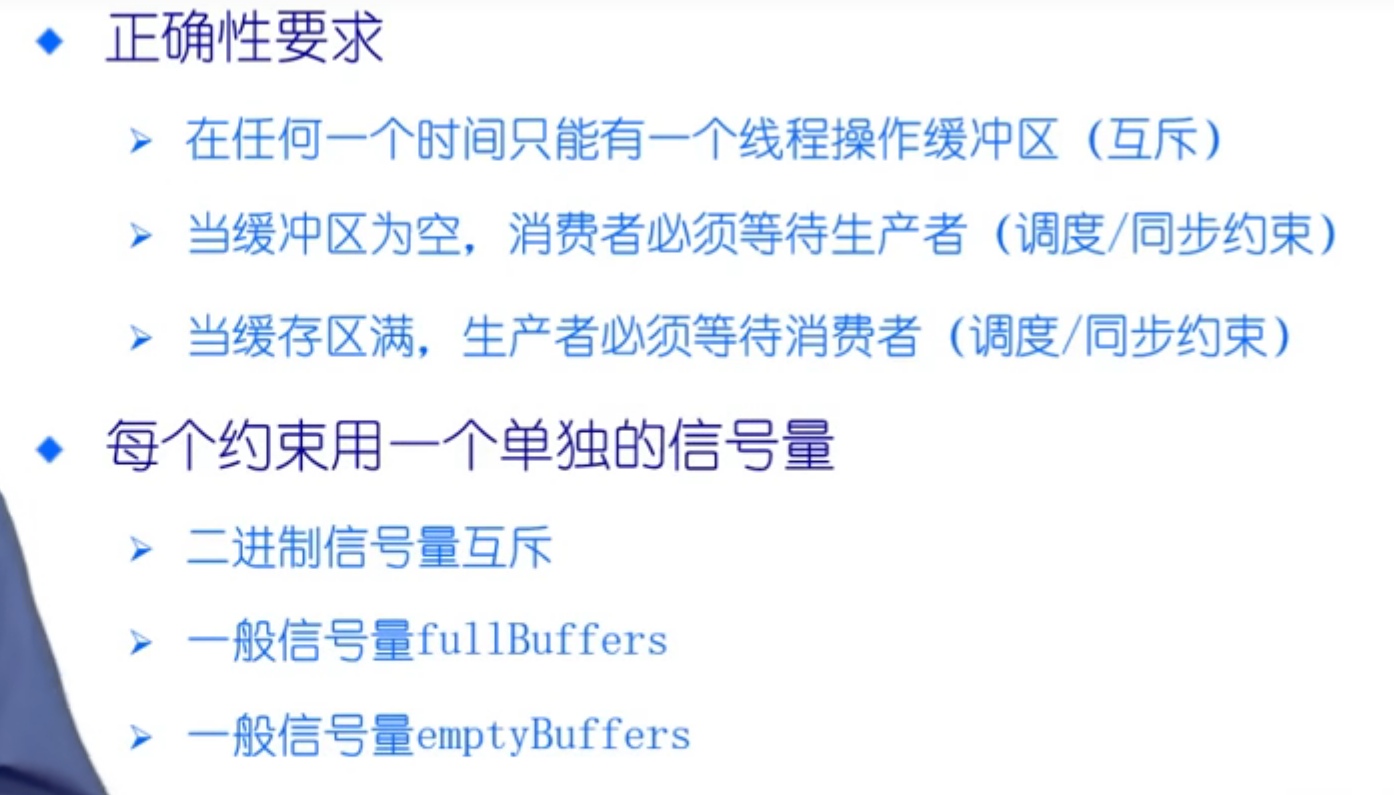 正确性要求
在任何一个时间只能有一个线程操作缓冲区（互斥）
当缓冲区为空，消费者必须等待生产者（调度/同步约束）
当缓存区满，生产者必须等待消费者（调度/同步约束）
每个约束用一个单独的信号量
二进制信号量互斥
一般信号量fullBuffers
一般信号量emptyBuffers